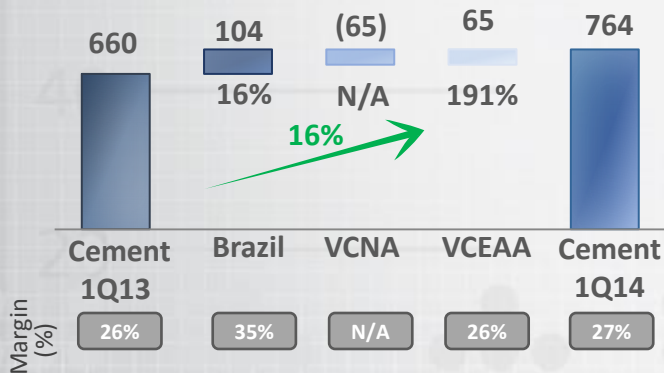 660
104
(65)
65
764
16%
N/A
191%
16%
Cement
1Q13
Brazil
VCNA
VCEAA
Cement
1Q14
Margin
(%)
26%
35%
N/A
26%
27%